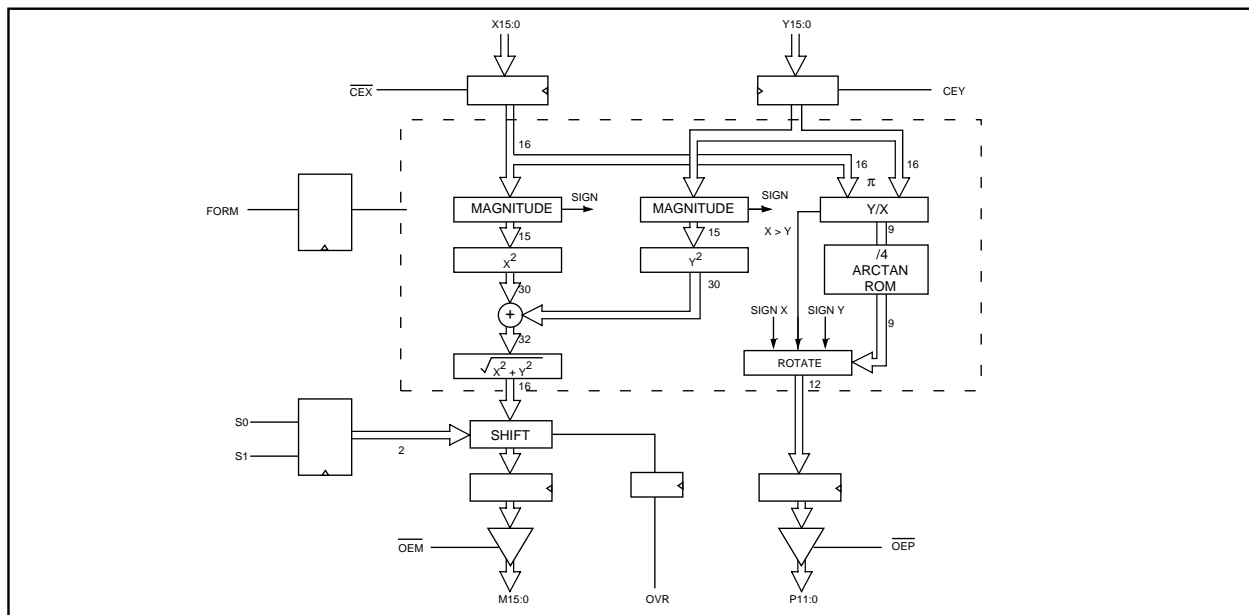 X15:0
Y15:0
CEX
CEY
16
16
16
π
FORM
MAGNITUDE
SIGN
MAGNITUDE
SIGN
Y/X
15
15
X > Y
9
X²
Y²
/4
ARCTAN
ROM
30
30
+
SIGN X
SIGN Y
9
32
√X² + Y²
ROTATE
16
12
S0
S1
2
SHIFT
OEM
OEP
M15:0
OVR
P11:0